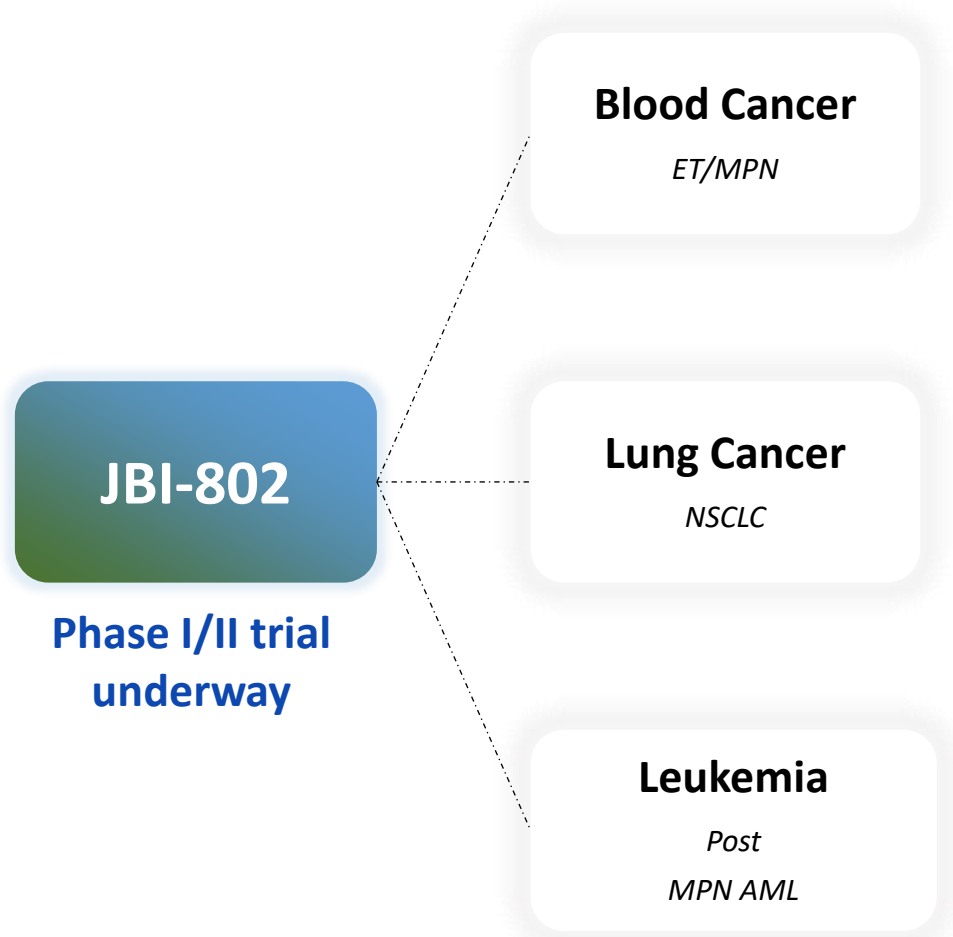 Blood Cancer
ET/MPN
Lung Cancer
NSCLC
JBI-802
Phase I/II trial
underway
Leukemia
Post
MPN AML